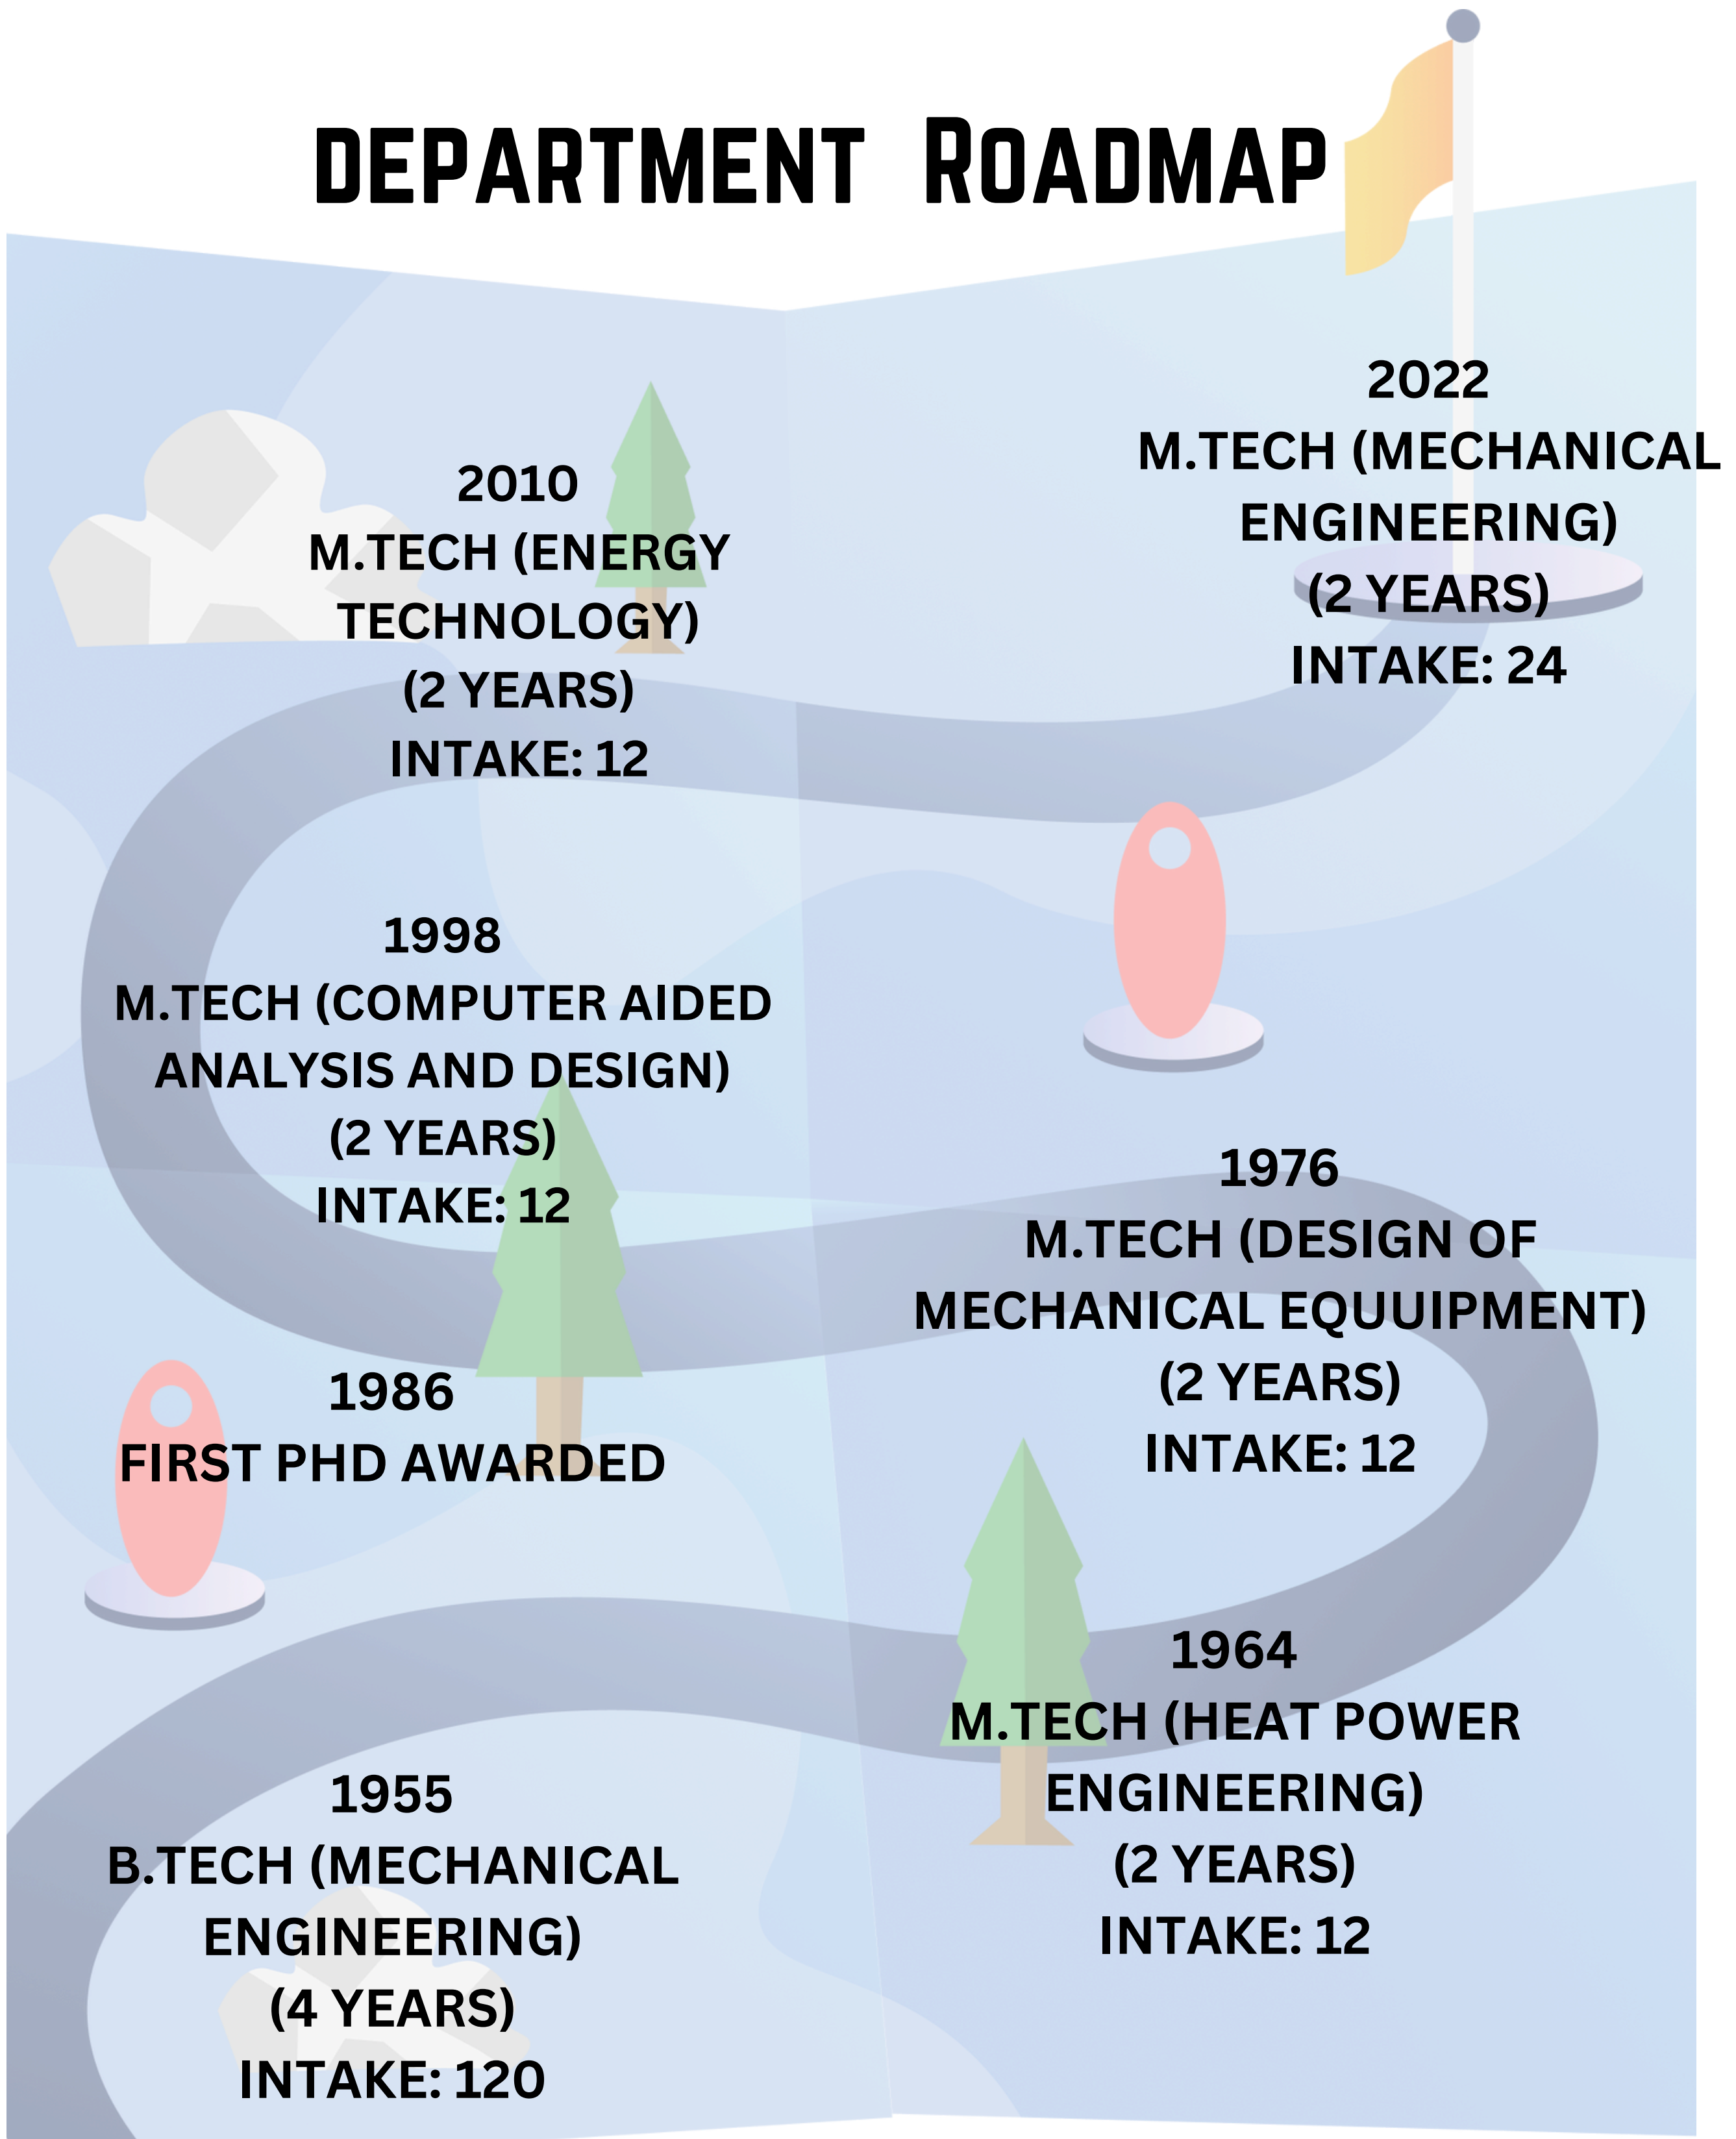 DEPARTMENT ROADMAP
2022
M.TECH (MECHANICAL
ENGINEERING)
(2 YEARS)
INTAKE: 24
2010
M.TECH (ENERGY
TECHNOLOGY)
(2 YEARS)
INTAKE: 12
1998
M.TECH (COMPUTER AIDED
ANALYSIS AND DESIGN)
(2 YEARS)
INTAKE: 12
1976
M.TECH (DESIGN OF
MECHANICAL EQUUIPMENT)
(2 YEARS)
INTAKE: 12
1986
FIRST PHD AWARDED
1964
M.TECH (HEAT POWER
ENGINEERING)
(2 YEARS)
INTAKE: 12
1955
B.TECH (MECHANICAL
ENGINEERING)
(4 YEARS)
INTAKE: 120